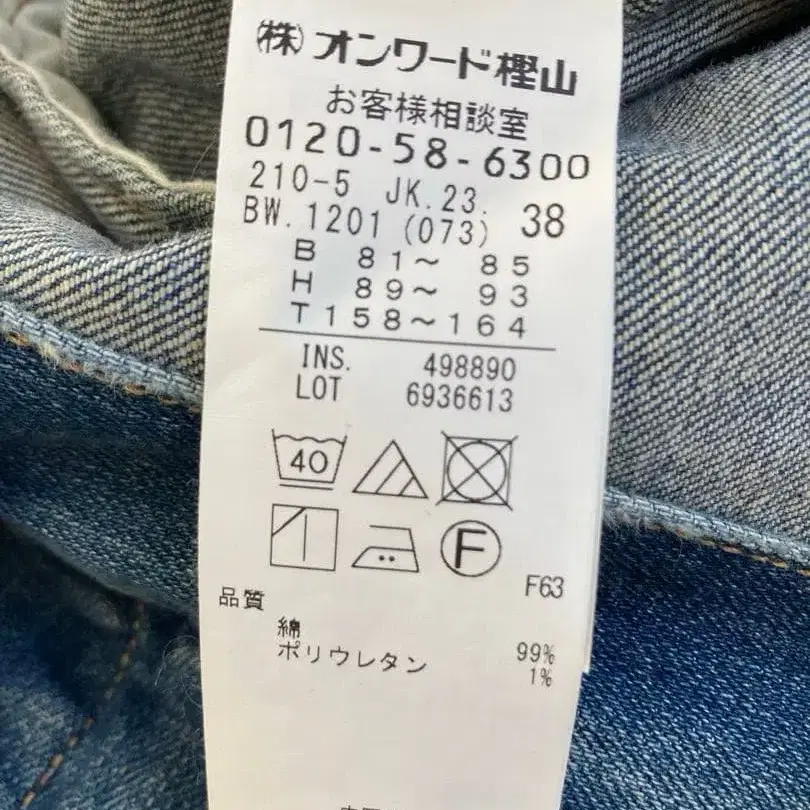 (株)オンワード樫山
お客様相談室
0120-58-6300
210-5 JK.23. 38
BW.1201 (073)
B 81～ 85
H 89～ 93
T158～164
INS. 498890
LOT 6936613
40
F
F63
品質
綿 99%
ポリウレタン 1%